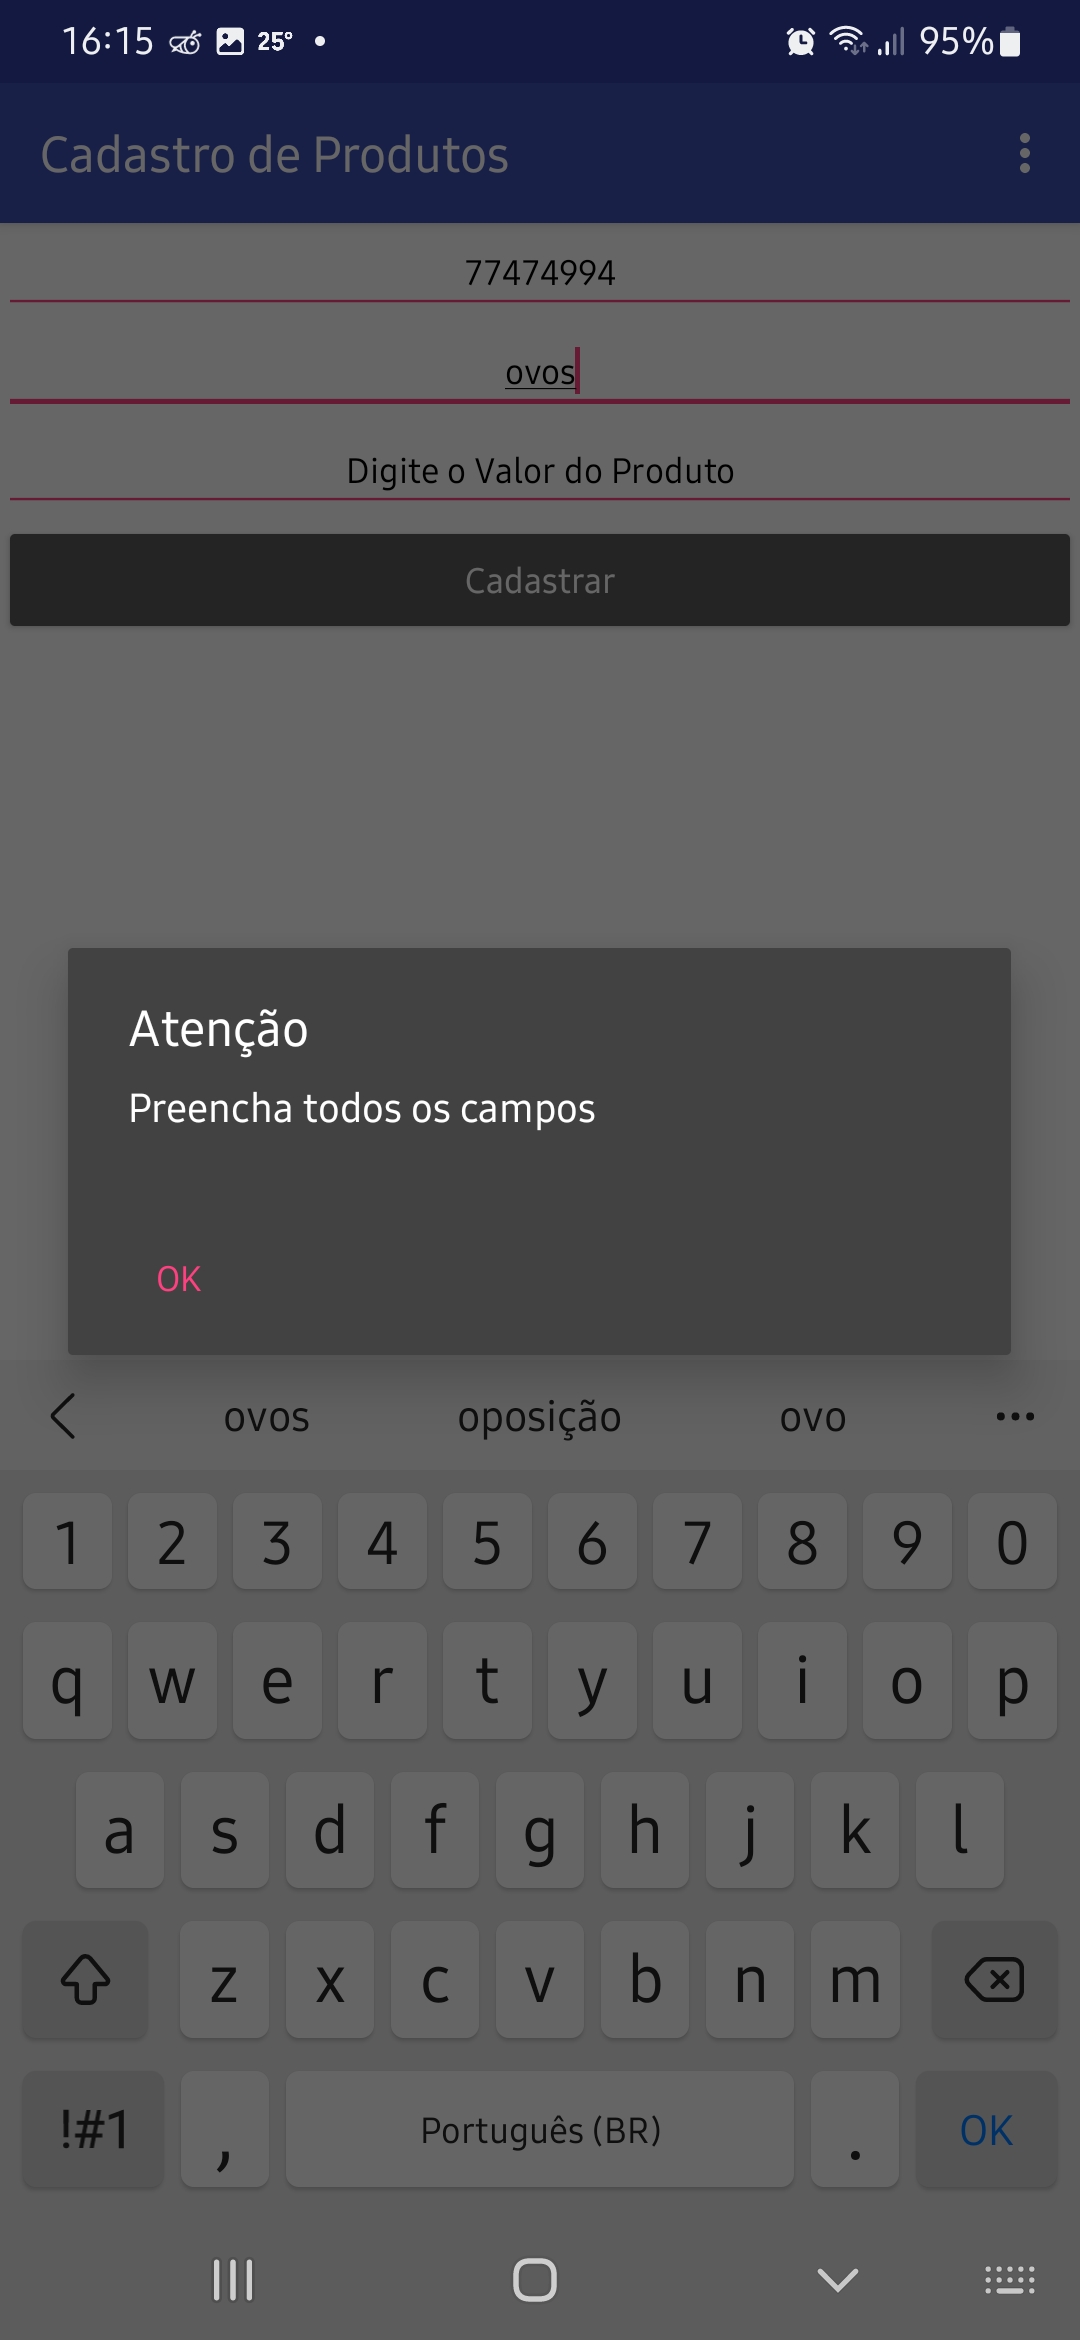 16:15 25° 95%
Cadastro de Produtos
77474994
ovos
Digite o Valor do Produto
Cadastrar
Atenção
Preencha todos os campos
OK
ovos oposição ovo
1 2 3 4 5 6 7 8 9 0
q w e r t y u i o p
a s d f g h j k l
z x c v b n m
!#1 , Português (BR) . OK